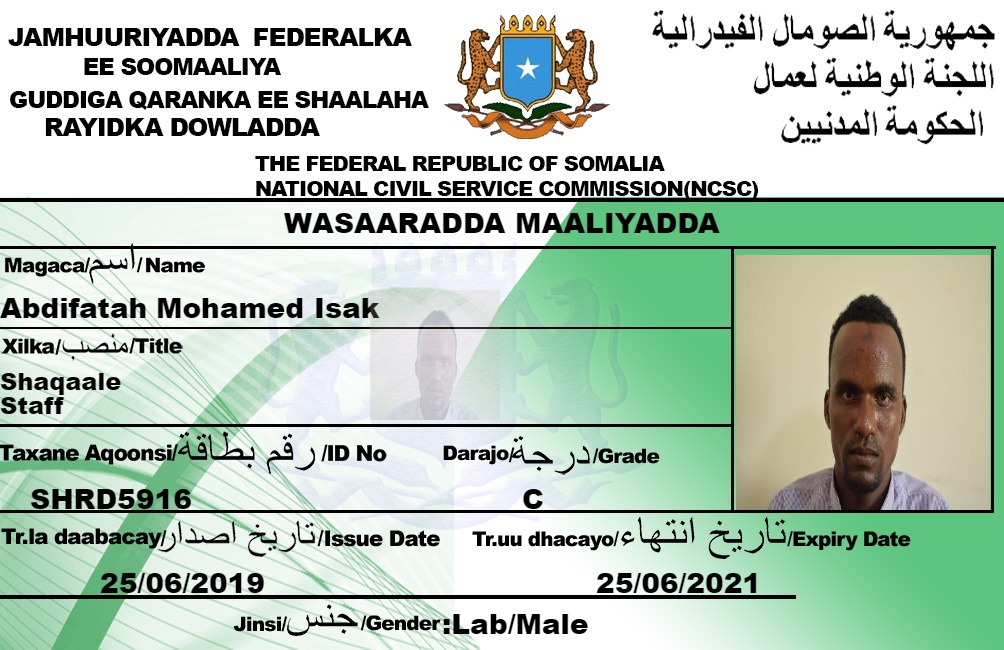 JAMHUURIYADDA FEDERALKA
EE SOOMAALIYA
GUDDIGA QARANKA EE SHAALAHA
RAYIDKA DOWLADDA
جمهورية الصومال الفيدرالية
اللجنة الوطنية لعمال
الحكومة المدنيين
THE FEDERAL REPUBLIC OF SOMALIA
NATIONAL CIVIL SERVICE COMMISSION(NCSC)
WASAARADDA MAALIYADDA
Magaca/اسم/Name
Abdifatah Mohamed Isak
Xilka/منصب/Title
Shaqaale
Staff
Taxane Aqoonsi/رقم بطاقة/ID No
SHRD5916
Darajo/درجة/Grade
C
Tr.la daabacay/تاريخ اصدار/Issue Date
25/06/2019
Tr.uu dhacayo/تاريخ انتهاء/Expiry Date
25/06/2021
Jinsi/جنس/Gender:Lab/Male